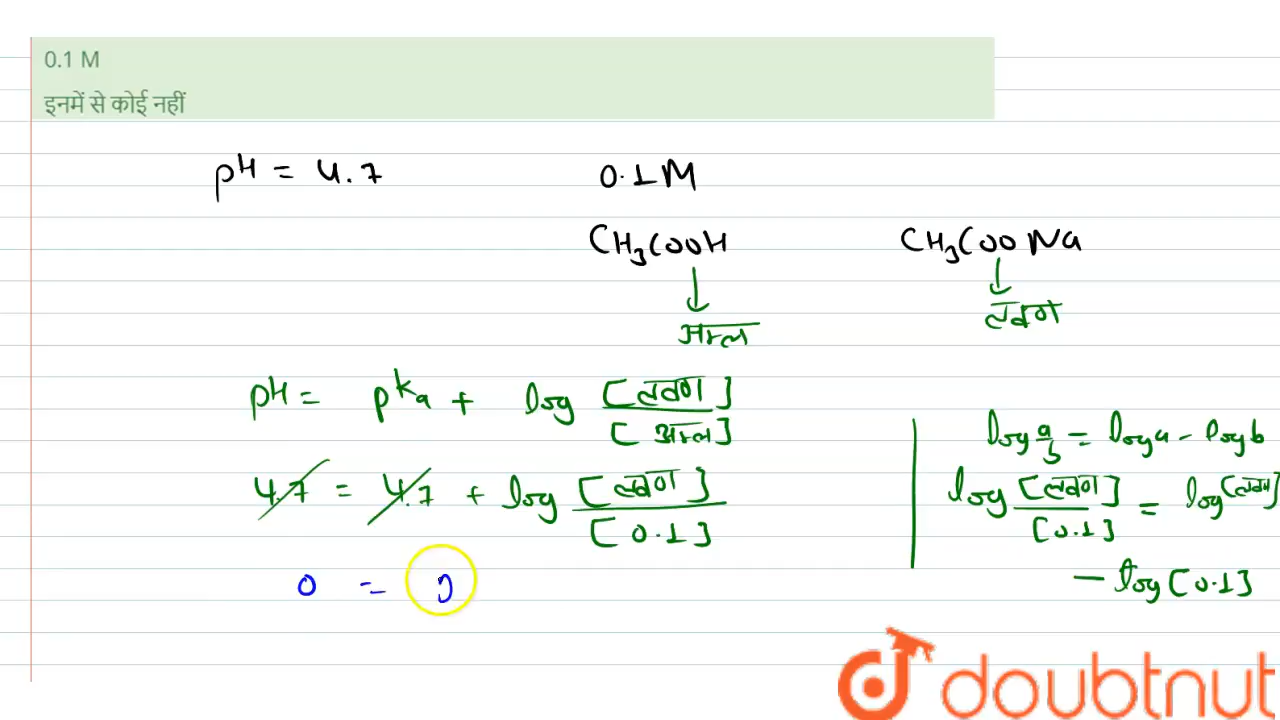 0.1 M
इनमें से कोई नहीं
pH = 4.7 0.1M
CH₃COOH CH₃COONa
अम्ल लवण
pH = pka + log [लवण]/[अम्ल]
log a/b = log a - log b
4.7 = 4.7 + log [लवण]/[0.1]
log [लवण]/[0.1] = log [लवण]
- log [0.1]
0 =
doubtnut